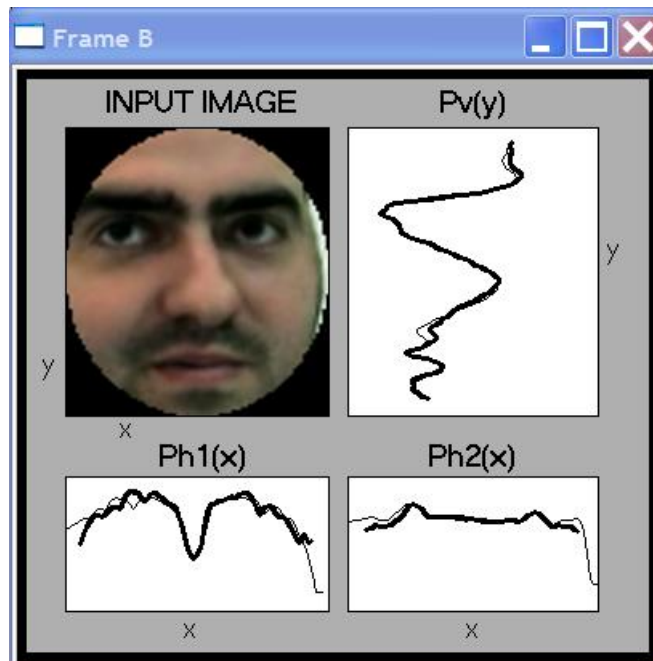 Frame B
INPUT IMAGE Pv(y)
y
y
x
Ph1(x) Ph2(x)
x x